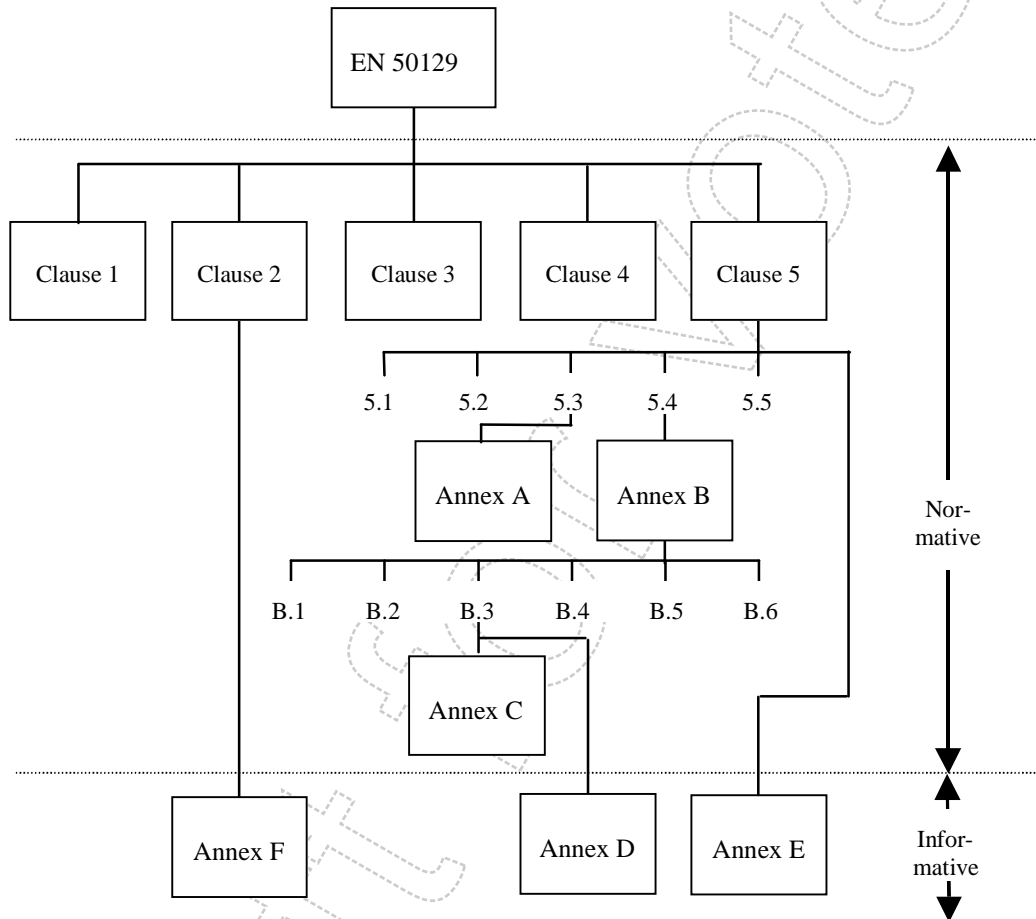 EN 50129
Clause 1
Clause 2
Clause 3
Clause 4
Clause 5
5.1
5.2
5.3
5.4
5.5
Annex A
Annex B
Nor-
mative
B.1
B.2
B.3
B.4
B.5
B.6
Annex C
Annex F
Annex D
Annex E
Infor-
mative